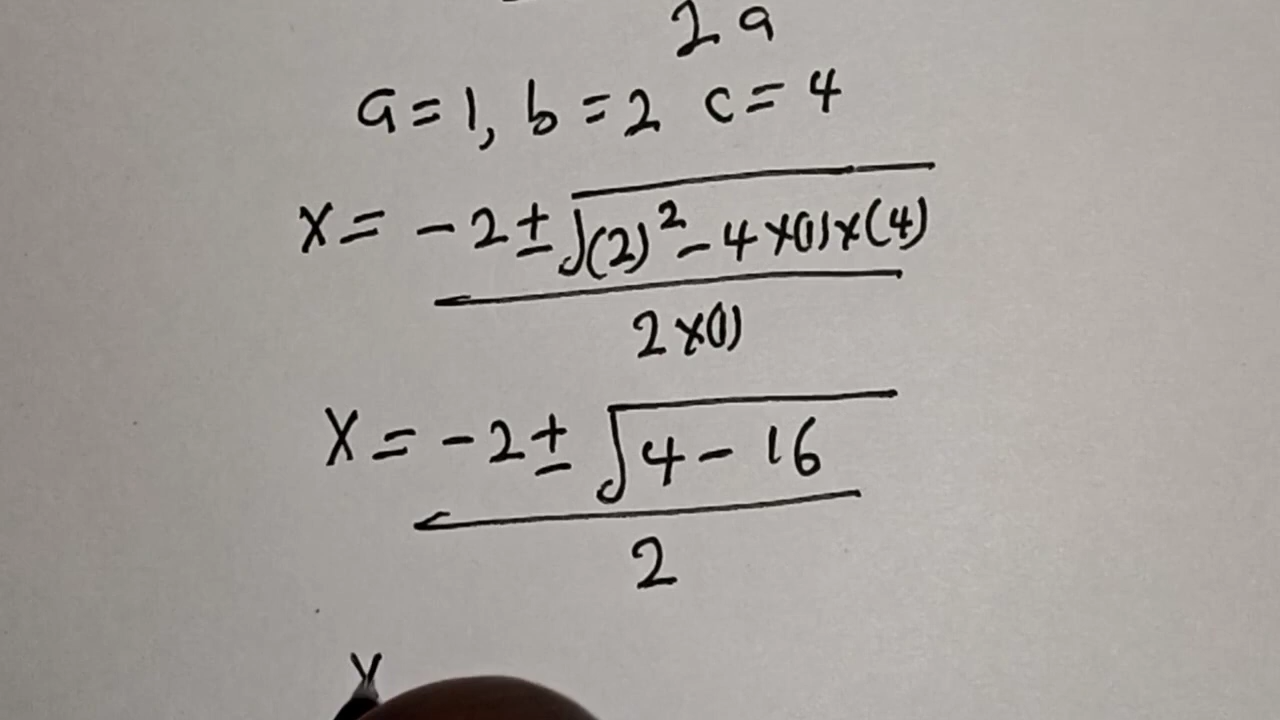 2a
a=1, b=2 c=4
x= -2±√(2)²-4×(1)×(4)
2×(1)
x= -2±√4-16
2
x